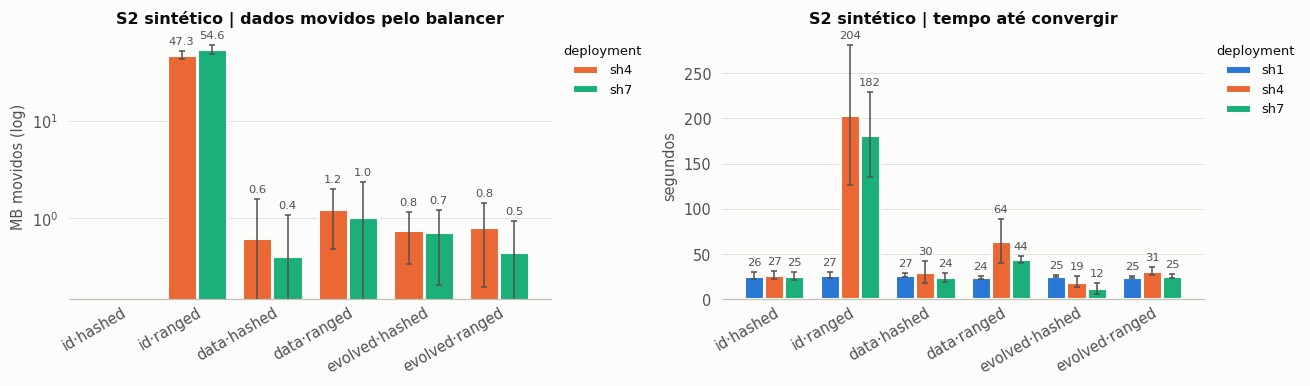 S2 sintético | dados movidos pelo balancer
MB movidos (log)
10¹
10⁰
47.3 54.6
0.6 0.4
1.2 1.0
0.8 0.7
0.8 0.5
id·hashed
id·ranged
data·hashed
data·ranged
evolved·hashed
evolved·ranged
deployment
sh4
sh7
S2 sintético | tempo até convergir
segundos
250
200
150
100
50
0
26 27 25
27 204 182
27 30 24
24 64 44
25 19 12
25 31 25
id·hashed
id·ranged
data·hashed
data·ranged
evolved·hashed
evolved·ranged
deployment
sh1
sh4
sh7